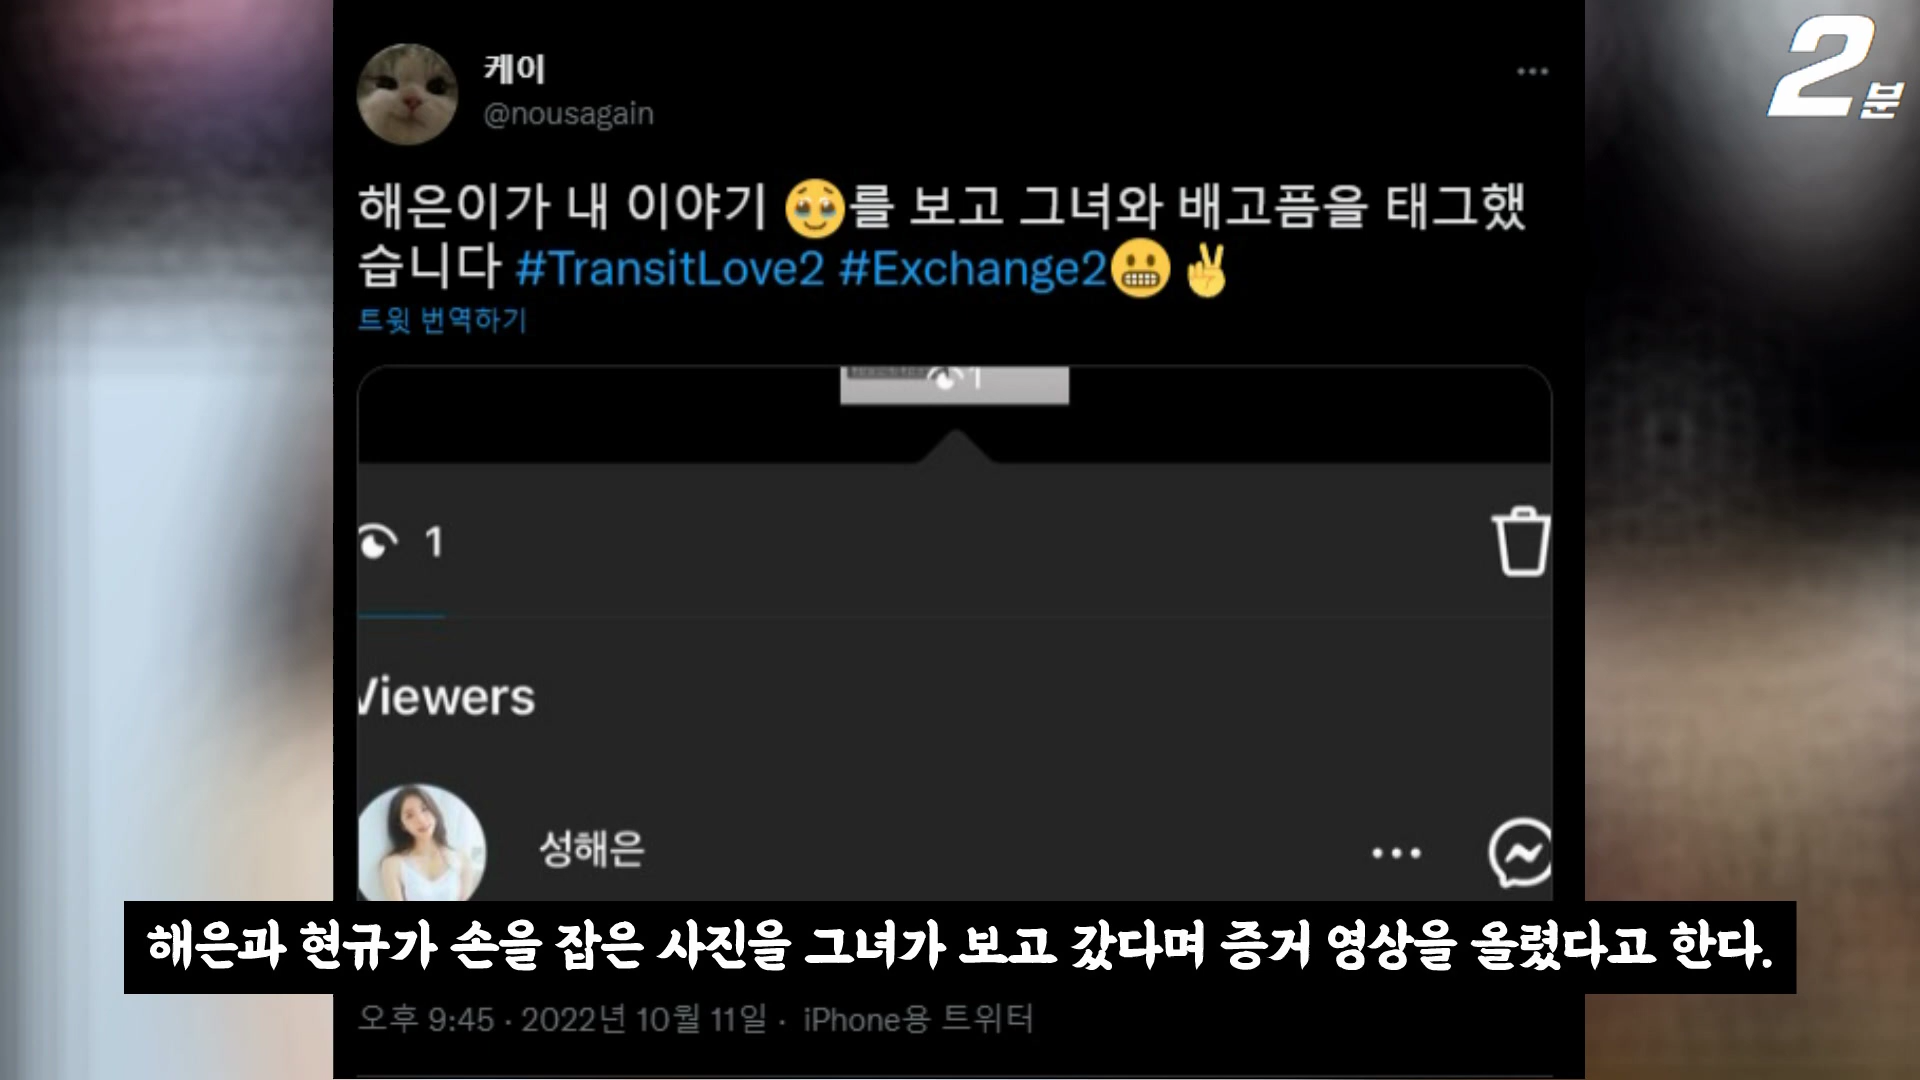 케이
@nousagain
2분
해은이가 내 이야기 🥹를 보고 그녀와 배고픔을 태그했
습니다 #TransitLove2 #Exchange2😬✌️
트윗 번역하기
1
1
Viewers
성해은
해은과 현규가 손을 잡은 사진을 그녀가 보고 갔다며 증거 영상을 올렸다고 한다.
오후 9:45 · 2022년 10월 11일 · iPhone용 트위터